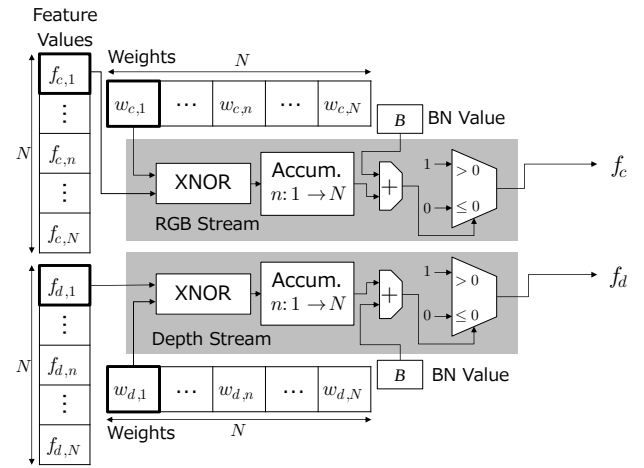 Feature
Values
Weights
N
f_{c,1}
⋮
f_{c,n}
⋮
f_{c,N}
N
w_{c,1} ⋯ w_{c,n} ⋯ w_{c,N}
B
BN Value
XNOR
Accum.
n: 1 → N
+
1
> 0
0
≤ 0
f_c
RGB Stream
f_{d,1}
⋮
f_{d,n}
⋮
f_{d,N}
N
XNOR
Accum.
n: 1 → N
+
1
> 0
0
≤ 0
f_d
Depth Stream
B
BN Value
w_{d,1} ⋯ w_{d,n} ⋯ w_{d,N}
Weights
N